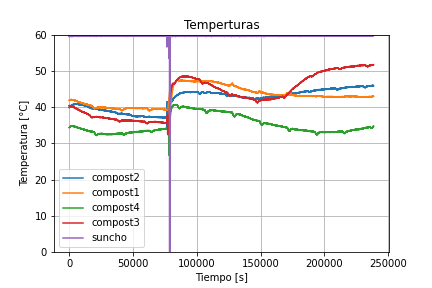 Temperturas
Temperatura [°C]
60
50
40
30
20
10
0
compost2
compost1
compost4
compost3
suncho
0 50000 100000 150000 200000 250000
Tiempo [s]